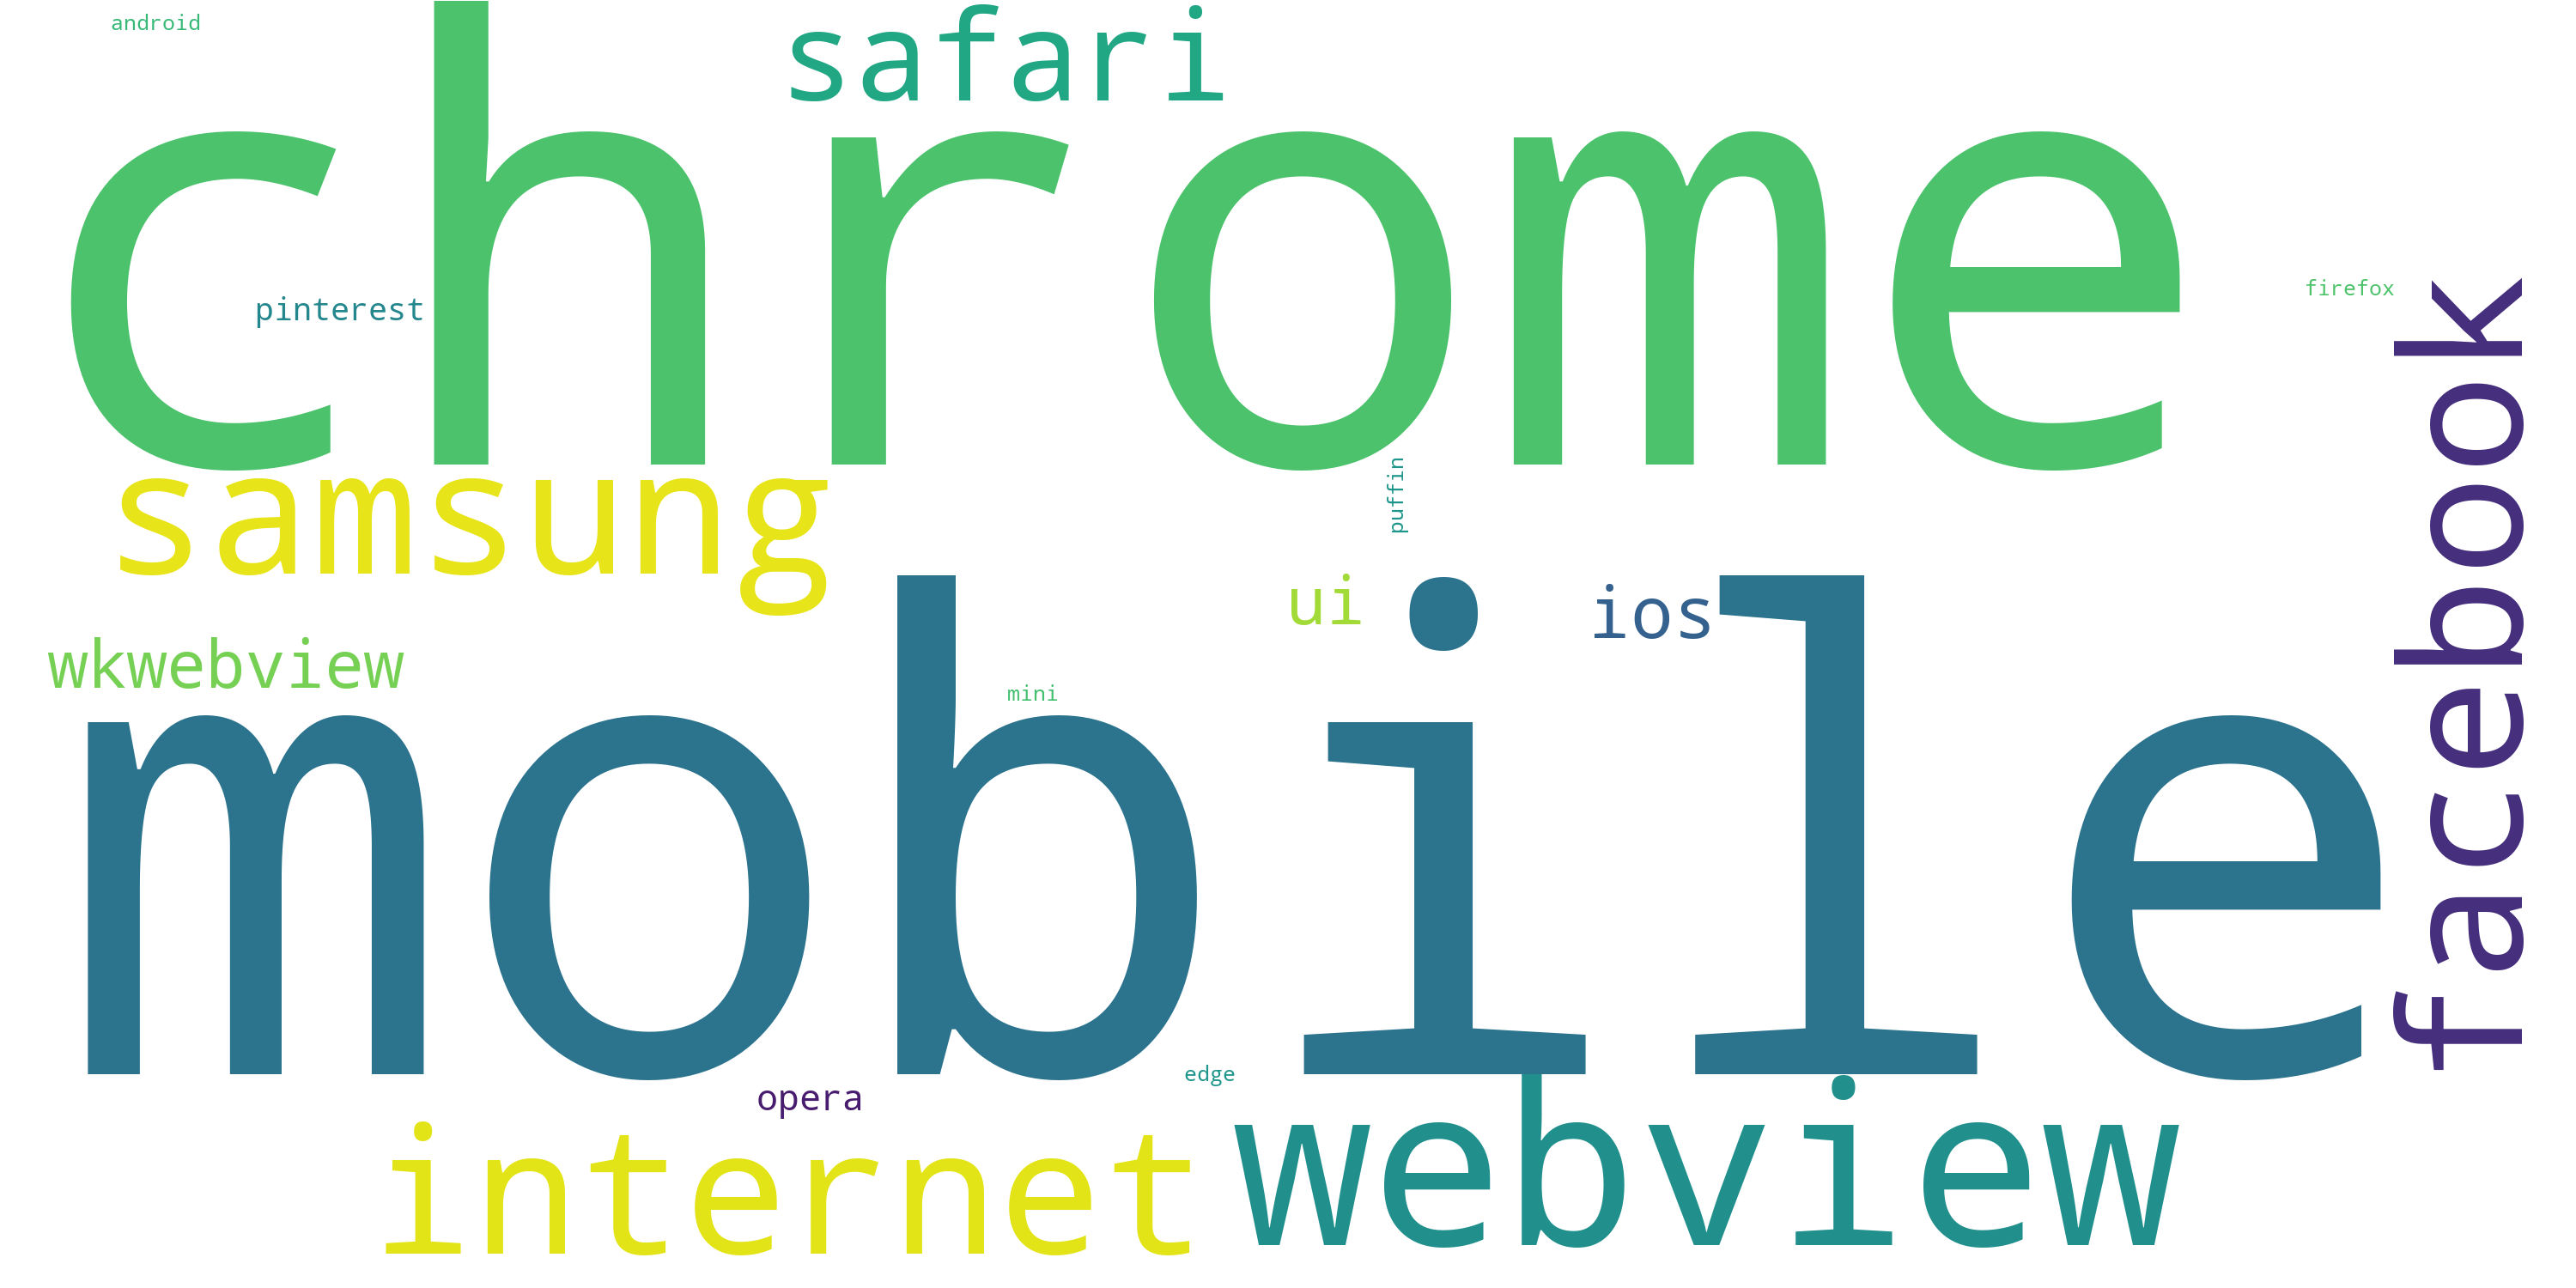 android
safari
chrome
pinterest
firefox
facebook
samsung
puffin
ui
ios
wkwebview
mini
mobile
edge
opera
internet
webview